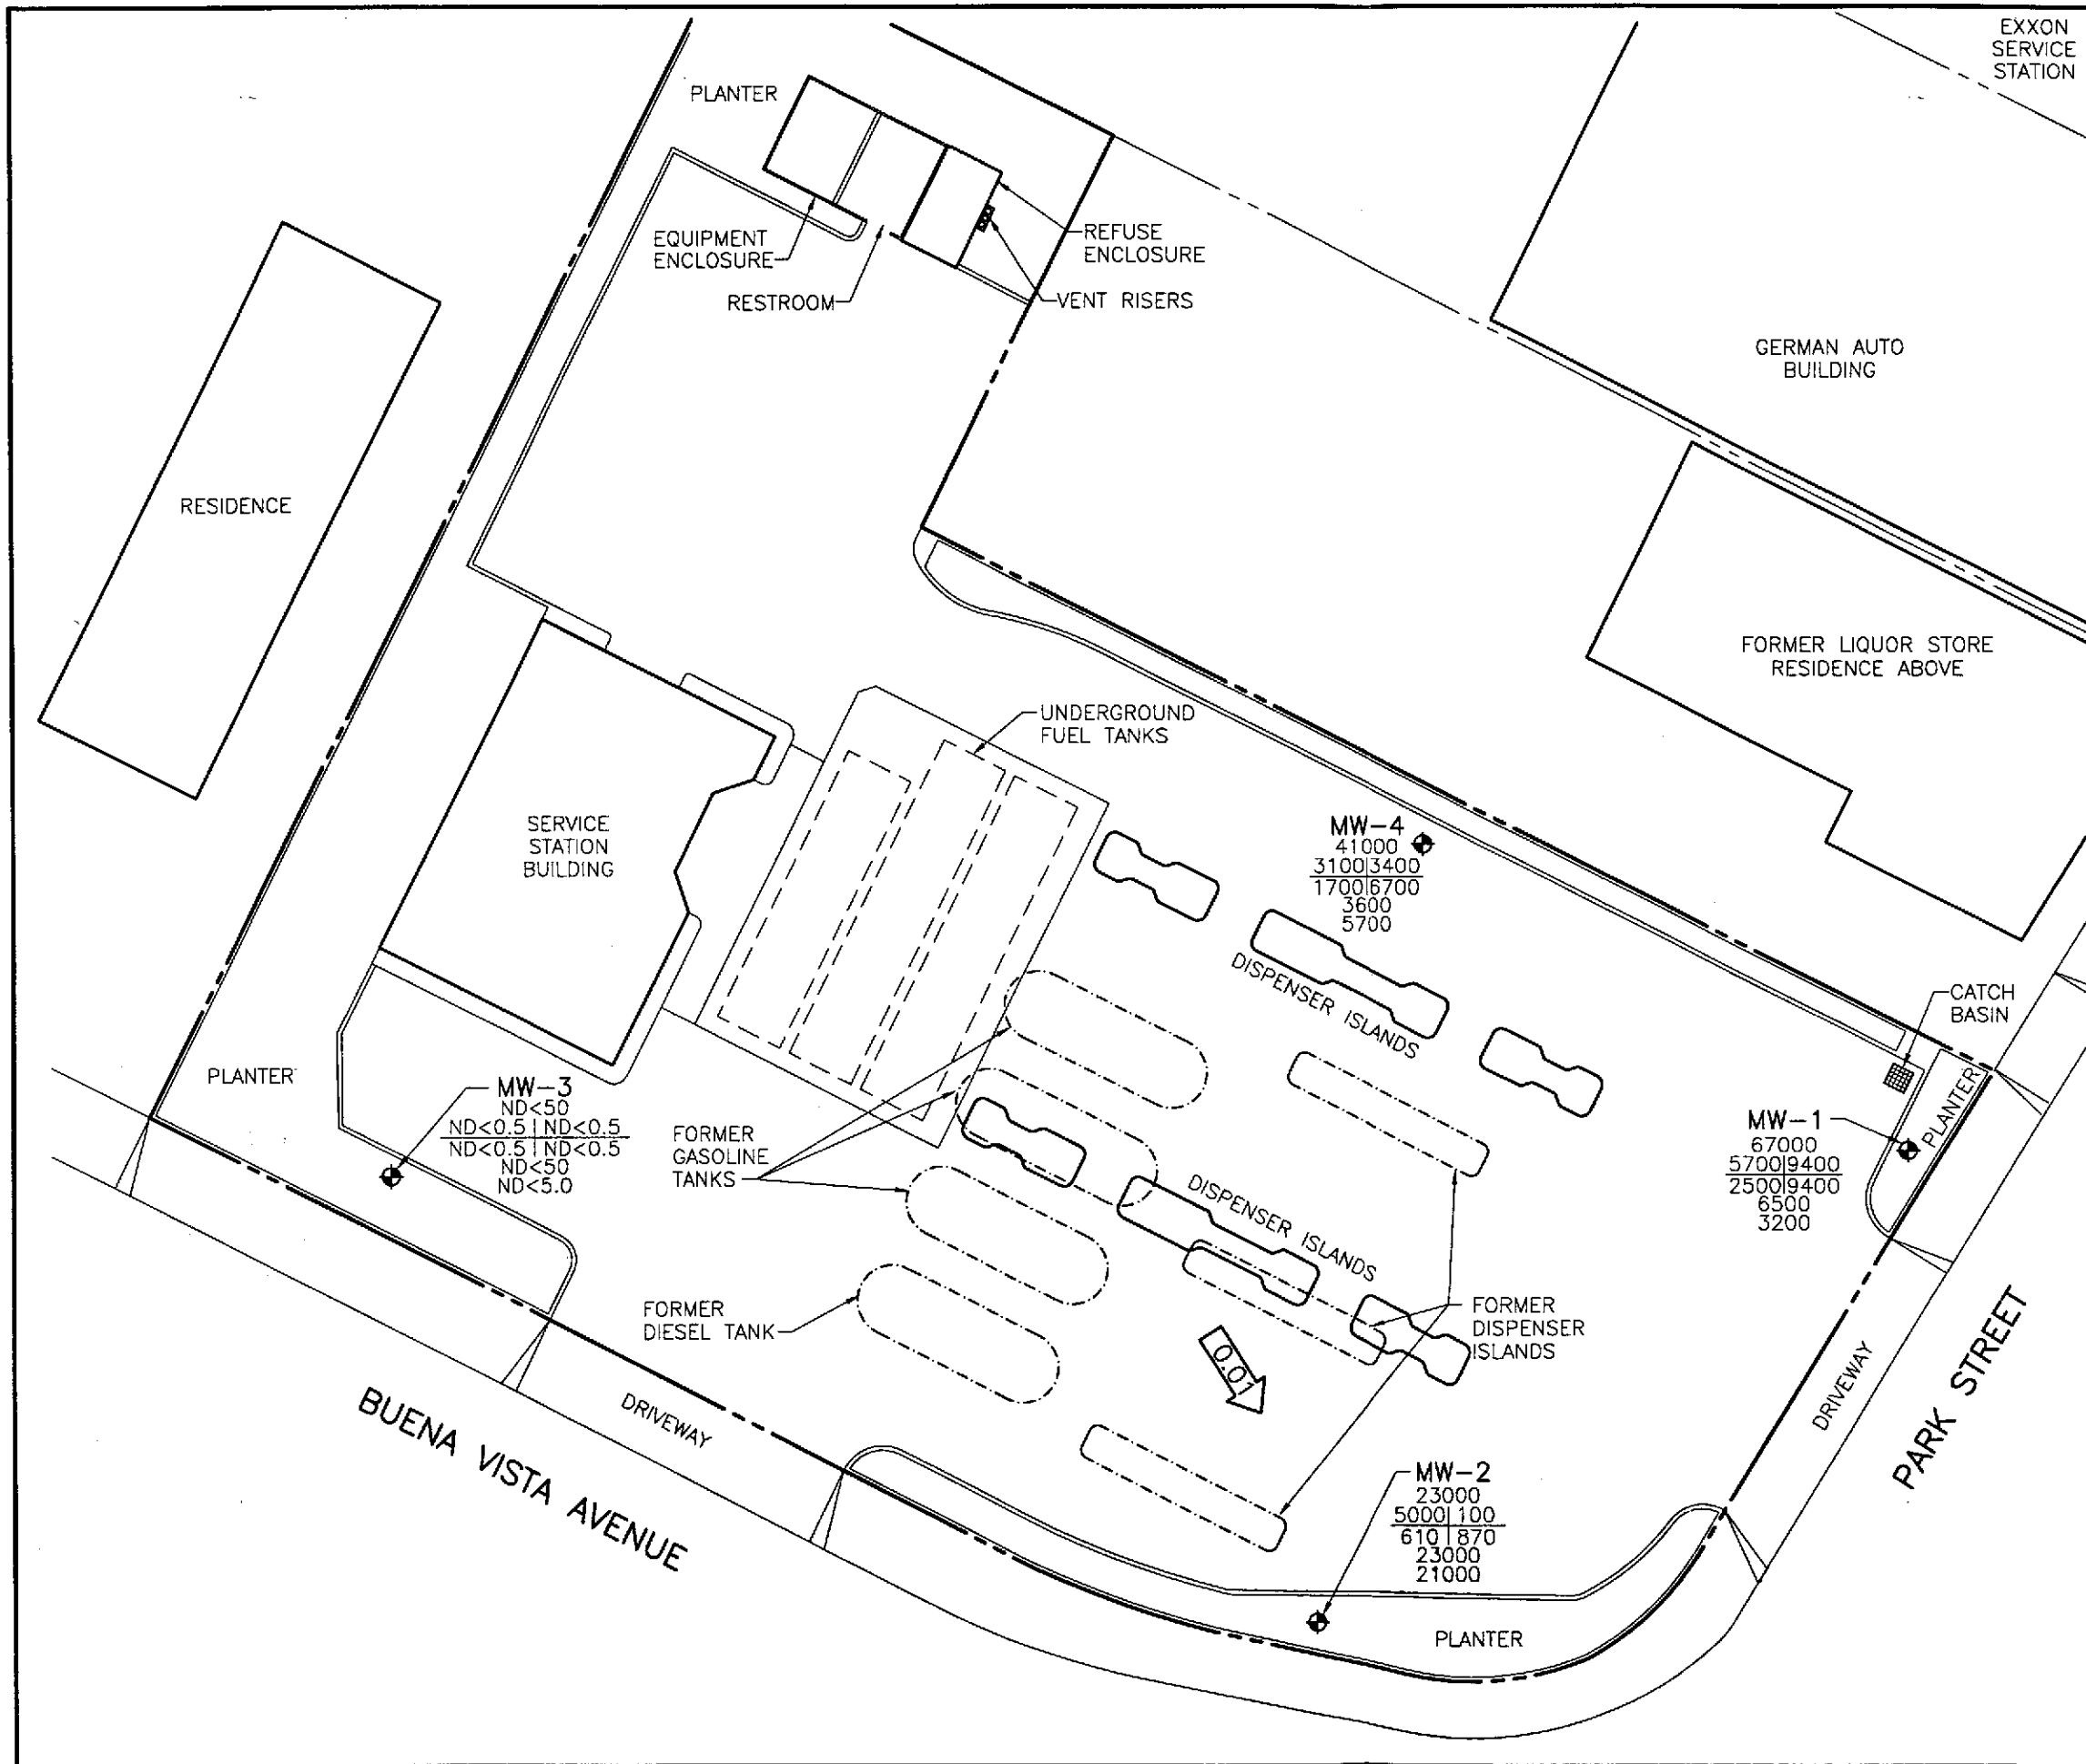 EXXON
SERVICE
STATION
PLANTER
EQUIPMENT
ENCLOSURE
RESTROOM
REFUSE
ENCLOSURE
VENT RISERS
GERMAN AUTO
BUILDING
RESIDENCE
FORMER LIQUOR STORE
RESIDENCE ABOVE
UNDERGROUND
FUEL TANKS
SERVICE
STATION
BUILDING
MW-4
41000
3100|3400
1700|6700
3600
5700
DISPENSER ISLANDS
CATCH
BASIN
PLANTER
MW-3
ND<50
ND<0.5|ND<0.5
ND<0.5|ND<0.5
ND<50
ND<5.0
FORMER
GASOLINE
TANKS
PLANTER
MW-1
67000
5700|9400
2500|9400
6500
3200
DISPENSER ISLANDS
FORMER
DIESEL TANK
FORMER
DISPENSER
ISLANDS
0.01
DRIVEWAY
PARK STREET
BUENA VISTA AVENUE
DRIVEWAY
MW-2
23000
5000|100
610|870
23000
21000
PLANTER